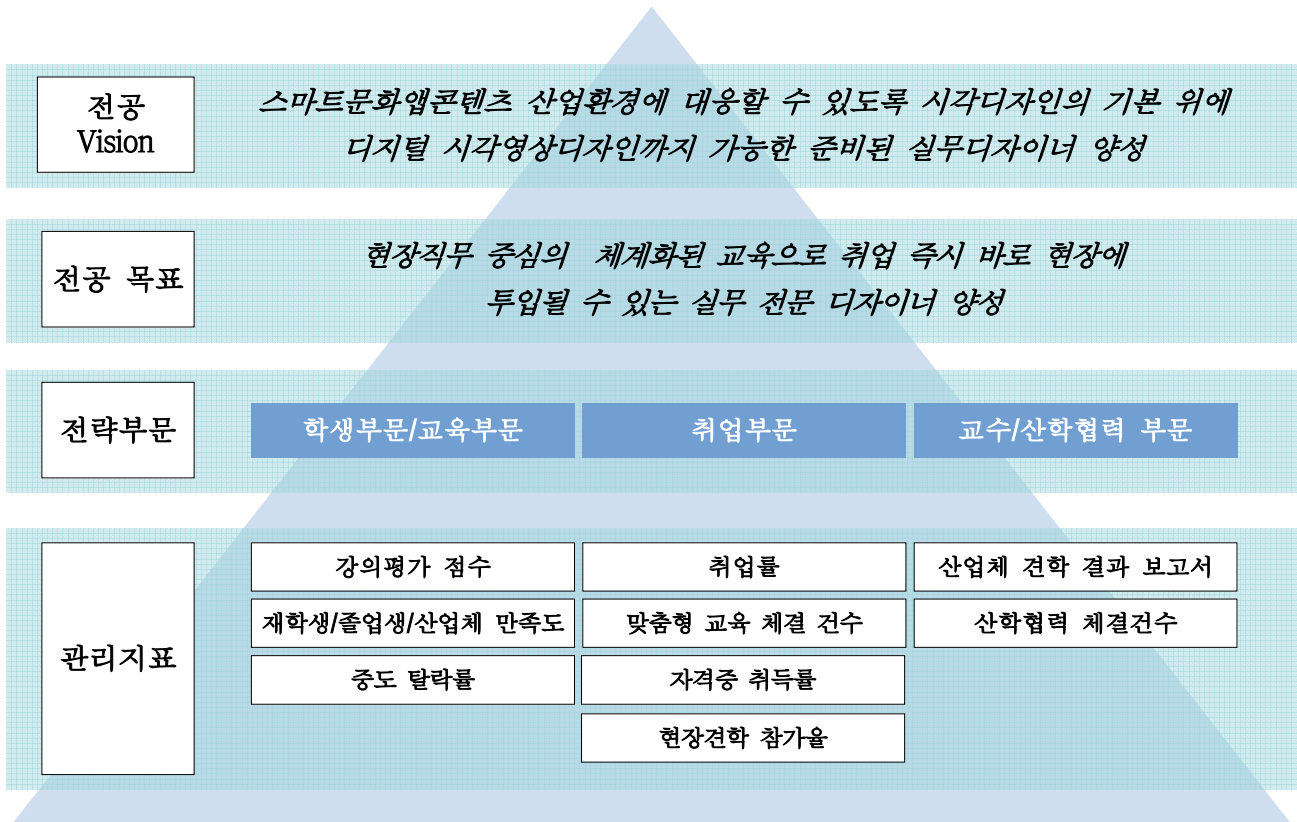 전공
Vision
스마트문화앱콘텐츠 산업환경에 대응할 수 있도록 시각디자인의 기본 위에
디지털 시각영상디자인까지 가능한 준비된 실무디자이너 양성
전공 목표
현장직무 중심의 체계화된 교육으로 취업 즉시 바로 현장에
투입될 수 있는 실무 전문 디자이너 양성
전략부문
학생부문/교육부문
취업부문
교수/산학협력 부문
관리지표
강의평가 점수
취업률
산업체 견학 결과 보고서
재학생/졸업생/산업체 만족도
맞춤형 교육 체결 건수
산학협력 체결건수
중도 탈락률
자격증 취득률
현장견학 참가율